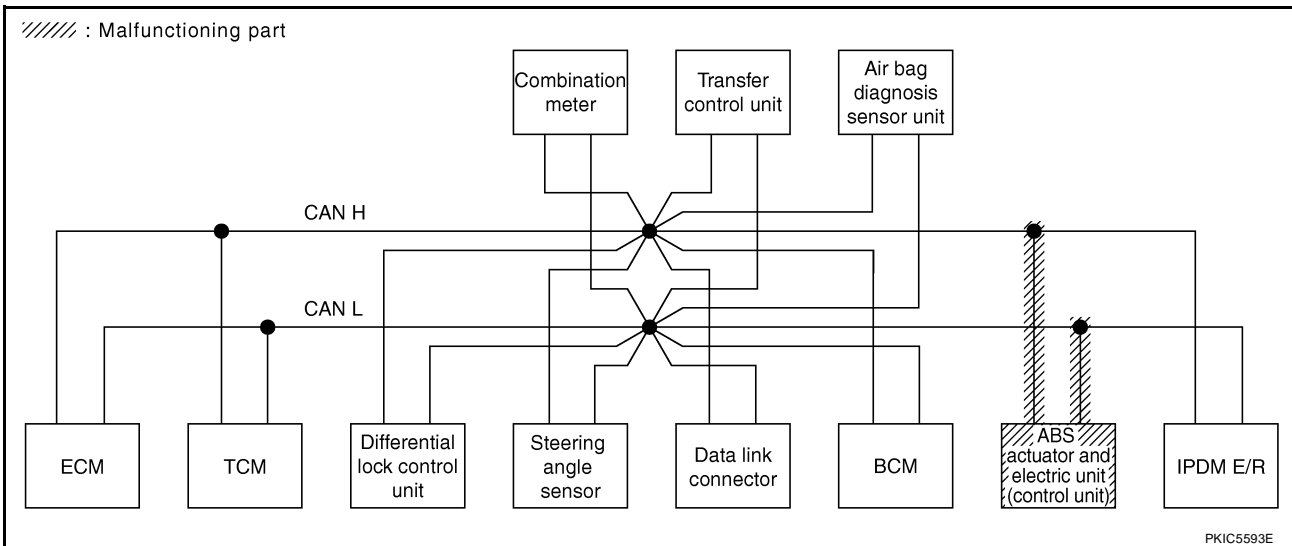 : Malfunctioning part
Combination
meter
Transfer
control unit
Air bag
diagnosis
sensor unit
CAN H
CAN L
ECM
TCM
Differential
lock control
unit
Steering
angle
sensor
Data link
connector
BCM
ABS
actuator and
electric unit
(control unit)
IPDM E/R
PKIC5593E